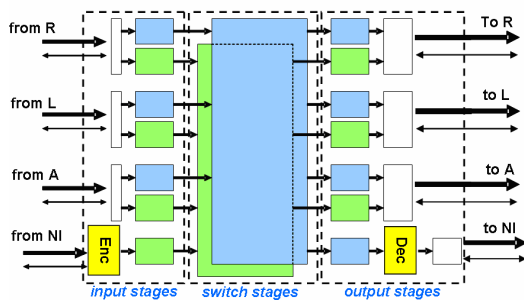 from R
To R
from L
to L
from A
to A
from NI
Enc
Dec
to NI
input stages
switch stages
output stages